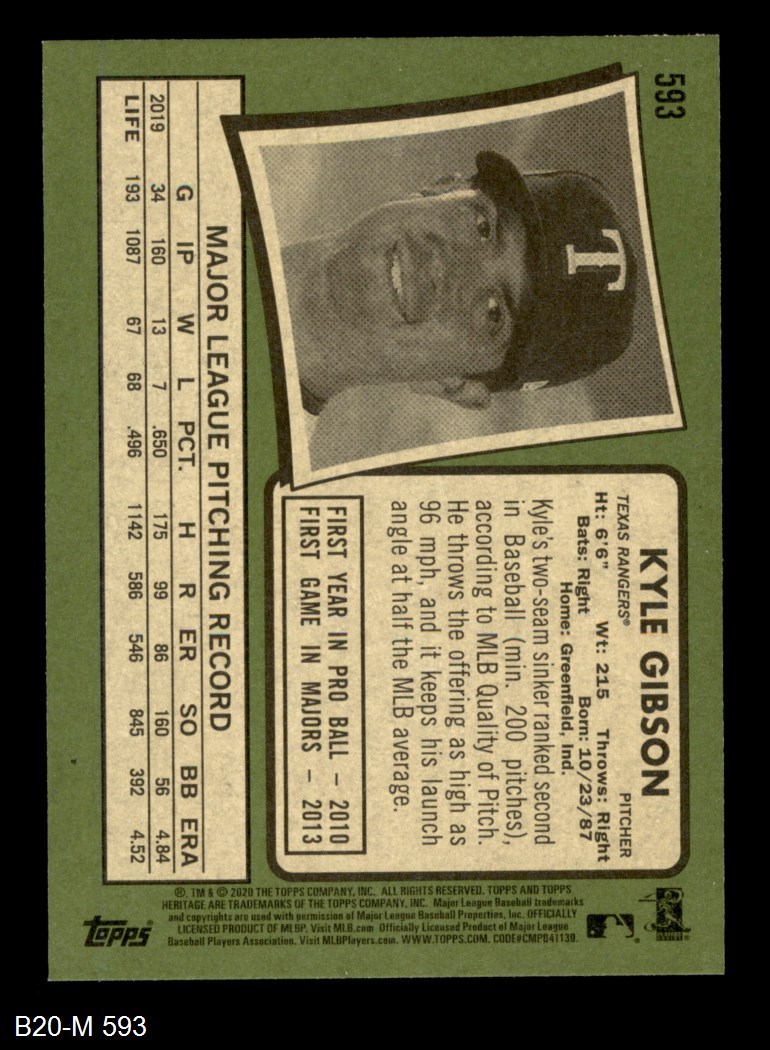 593
T
KYLE GIBSON
TEXAS RANGERS® PITCHER
Ht: 6'6" Wt: 215 Throws: Right
Bats: Right Born: 10/23/87
Home: Greenfield, Ind.
Kyle's two-seam sinker ranked second
in Baseball (min. 200 pitches),
according to MLB Quality of Pitch.
He throws the offering as high as
96 mph, and it keeps his launch
angle at half the MLB average.
FIRST YEAR IN PRO BALL – 2010
FIRST GAME IN MAJORS – 2013
MAJOR LEAGUE PITCHING RECORD
G IP W L PCT. H R ER SO BB ERA
2019 34 160 13 7 .650 175 99 86 160 56 4.84
LIFE 193 1087 67 68 .496 1142 586 546 845 392 4.52
®, TM & © 2020 THE TOPPS COMPANY, INC. ALL RIGHTS RESERVED. TOPPS AND TOPPS
HERITAGE ARE TRADEMARKS OF THE TOPPS COMPANY, INC. Major League Baseball trademarks
and copyrights are used with permission of Major League Baseball Properties, Inc. OFFICIALLY
LICENSED PRODUCT OF MLBP. Visit MLB.com Officially Licensed Product of Major League
Baseball Players Association. Visit MLBPlayers.com. WWW.TOPPS.COM. CODE#CMP041130.
topps
B20-M 593